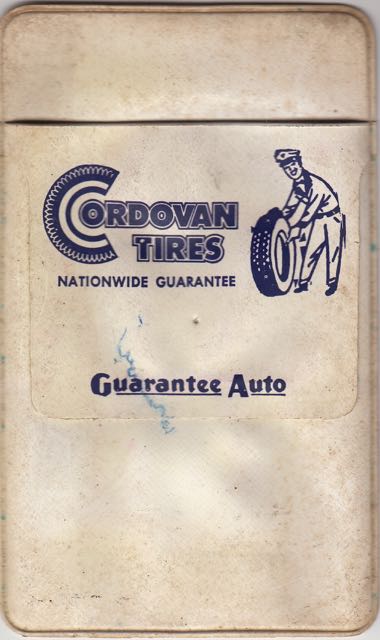 CORDOVAN
TIRES
NATIONWIDE GUARANTEE
Guarantee Auto